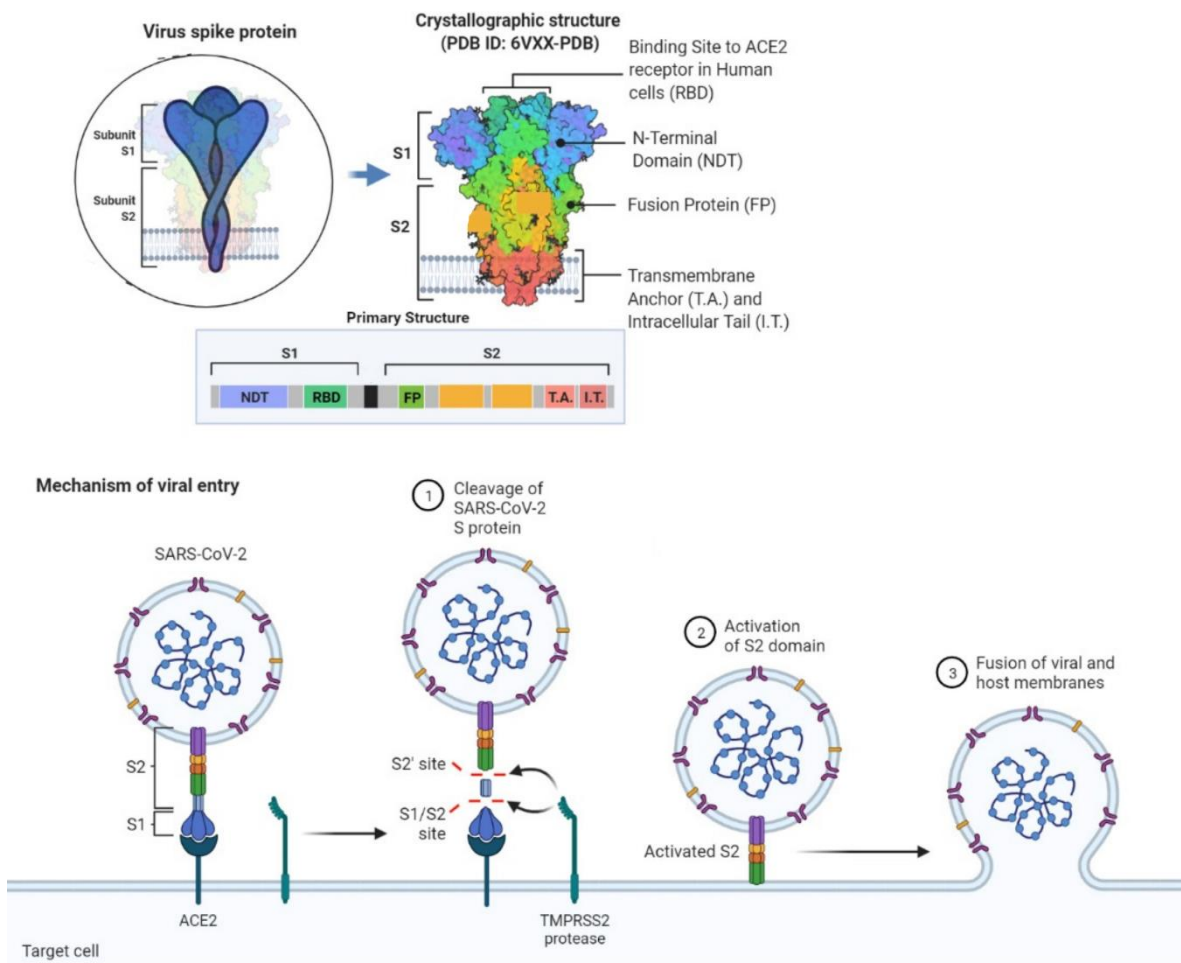 Virus spike protein
Subunit
S1
Subunit
S2
Crystallographic structure
(PDB ID: 6VXX-PDB)
S1
S2
Binding Site to ACE2
receptor in Human
cells (RBD)
N-Terminal
Domain (NDT)
Fusion Protein (FP)
Transmembrane
Anchor (T.A.) and
Intracellular Tail (I.T.)
Primary Structure
S1
S2
NDT
RBD
FP
T.A.
I.T.
Mechanism of viral entry
SARS-CoV-2
S2
S1
ACE2
Target cell
1
Cleavage of
SARS-CoV-2
S protein
S2' site
S1/S2
site
TMPRSS2
protease
2
Activation
of S2 domain
Activated S2
3
Fusion of viral and
host membranes